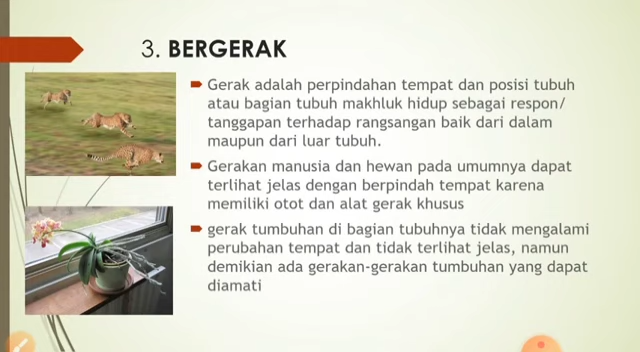 3. BERGERAK
Gerak adalah perpindahan tempat dan posisi tubuh
atau bagian tubuh makhluk hidup sebagai respon/
tanggapan terhadap rangsangan baik dari dalam
maupun dari luar tubuh.
Gerakan manusia dan hewan pada umumnya dapat
terlihat jelas dengan berpindah tempat karena
memiliki otot dan alat gerak khusus
gerak tumbuhan di bagian tubuhnya tidak mengalami
perubahan tempat dan tidak terlihat jelas, namun
demikian ada gerakan-gerakan tumbuhan yang dapat
diamati